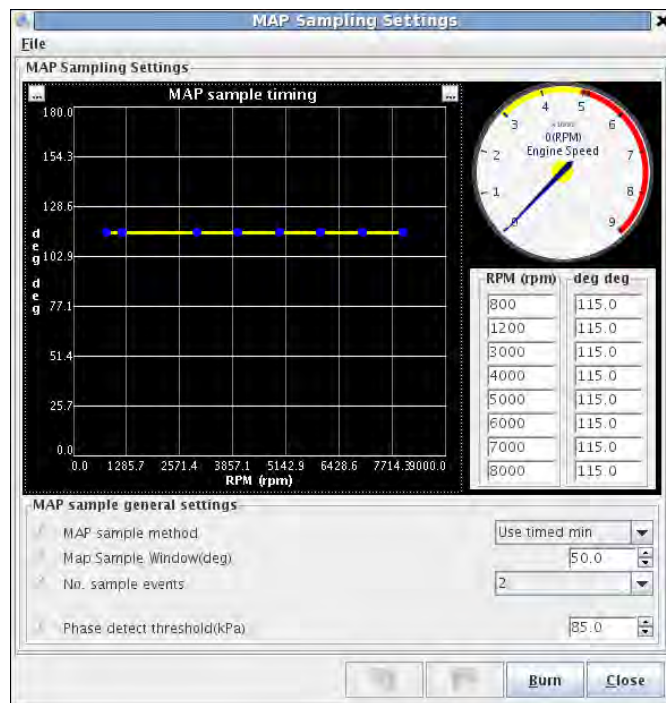 MAP Sampling Settings
File
MAP Sampling Settings
... MAP sample timing ...
180.0
154.3
128.6
102.9
77.1
51.4
25.7
0.0
deg deg
0.0 1285.7 2571.4 3857.1 5142.9 6428.6 7714.3 9000.0
RPM (rpm)
0 1 2 3 4 5 6 7 8 9
0(RPM)
Engine Speed
RPM (rpm) deg deg
800 115.0
1200 115.0
3000 115.0
4000 115.0
5000 115.0
6000 115.0
7000 115.0
8000 115.0
MAP sample general settings
MAP sample method Use timed min
Map Sample Window(deg) 50.0
No. sample events 2
Phase detect threshold(kPa) 85.0
Burn Close